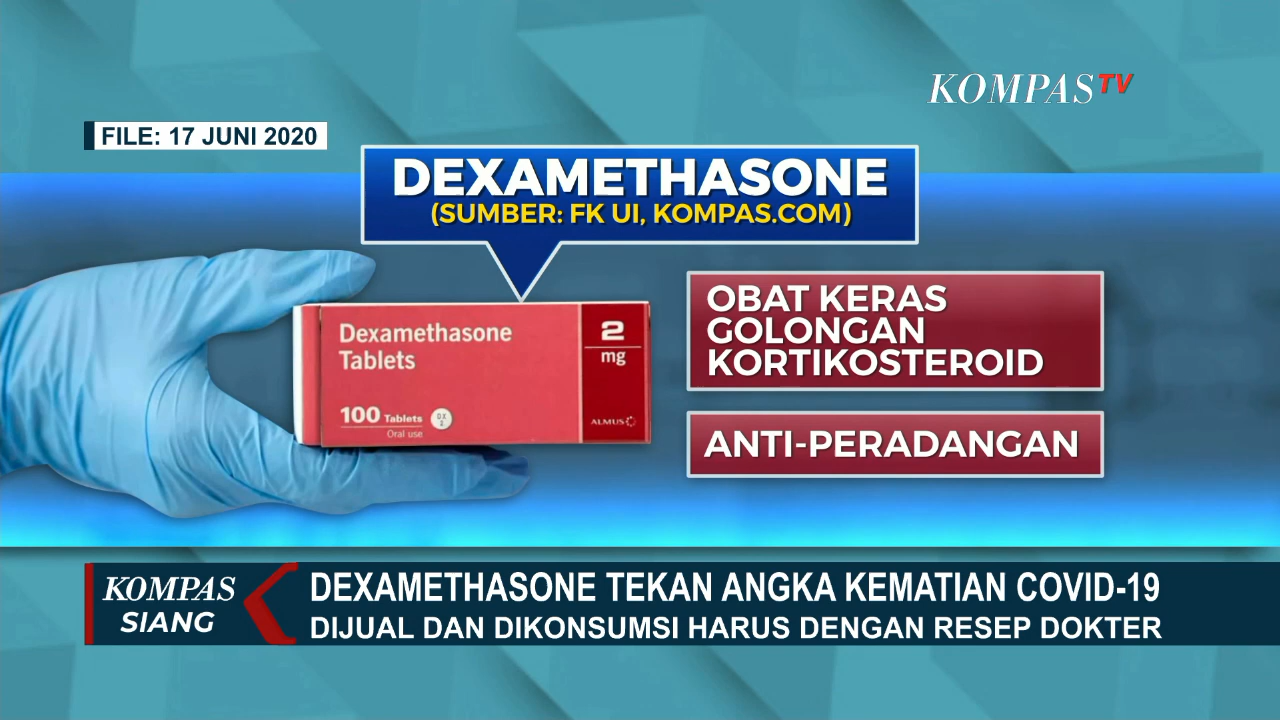 KOMPAS TV
FILE: 17 JUNI 2020
DEXAMETHASONE
(SUMBER: FK UI, KOMPAS.COM)
Dexamethasone
Tablets
2
mg
100 Tablets
Oral use
DX
2
ALMUS
OBAT KERAS
GOLONGAN
KORTIKOSTEROID
ANTI-PERADANGAN
KOMPAS
SIANG
DEXAMETHASONE TEKAN ANGKA KEMATIAN COVID-19
DIJUAL DAN DIKONSUMSI HARUS DENGAN RESEP DOKTER